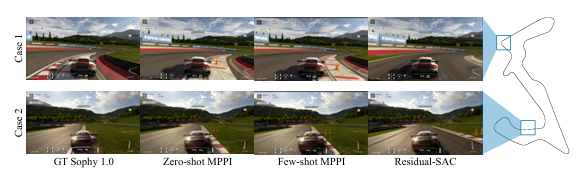 Case 1
Case 2
GT Sophy 1.0
Zero-shot MPPI
Few-shot MPPI
Residual-SAC